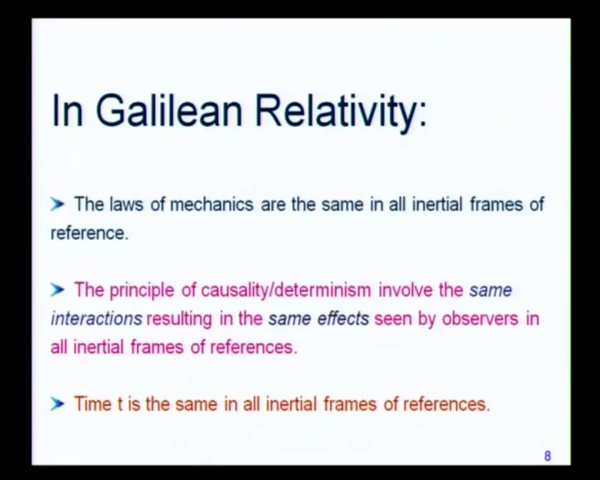 In Galilean Relativity:
➤ The laws of mechanics are the same in all inertial frames of
reference.
➤ The principle of causality/determinism involve the same
interactions resulting in the same effects seen by observers in
all inertial frames of references.
➤ Time t is the same in all inertial frames of references.
8